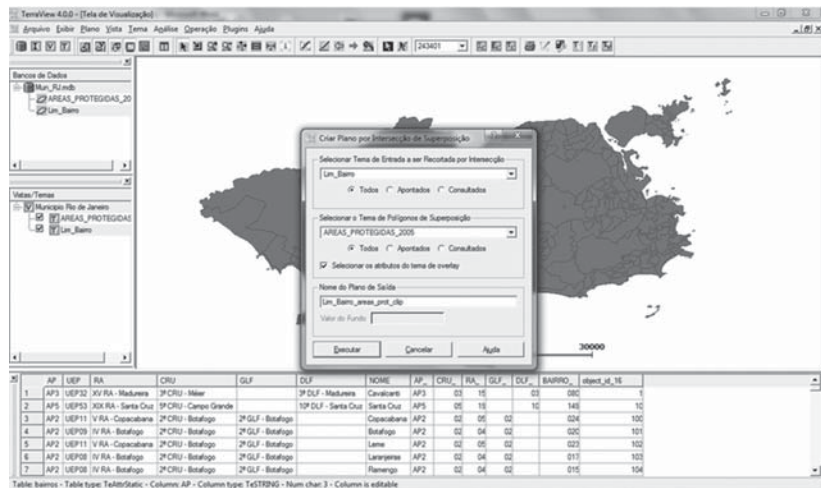 TerraView 4.0.0 - [Tela de Visualização]
Arquivo Exibir Plano Vista Tema Análise Operação Plugins Ajuda
243401
Bancos de Dados
Mun_RJ.mdb
AREAS_PROTEGIDAS_20
Lim_Bairro
Vistas/Temas
Municipio Rio de Janeiro
AREAS_PROTEGIDAS
Lim_Bairro
Criar Plano por Intersecção de Superposição
Selecionar Tema de Entrada a ser Recortada por Intersecção
Lim_Bairro
Todos Apontados Consultados
Selecionar o Tema de Polígonos de Superposição
AREAS_PROTEGIDAS_2005
Todos Apontados Consultados
Selecionar os atributos do tema de overlay
Nome do Plano de Saída
Lim_Bairro_areas_prot_clip
Valor do Fundo
Executar Cancelar Ajuda
30000
AP UEP RA CRU GLF DLF NOME AP_ CRU_ RA_ GLF_ DLF_ BAIRRO_ object_id_16
1 AP3 UEP32 XV RA - Madureira 3ª CRU - Méier 3ª DLF - Madureira Cavalcanti AP3 03 15 03 080 1
2 AP5 UEP53 XIX RA - Santa Cruz 5ª CRU - Campo Grande 10ª DLF - Santa Cruz Santa Cruz AP5 05 19 10 149 10
3 AP2 UEP11 V RA - Copacabana 2ª CRU - Botafogo 2ª GLF - Botafogo Copacabana AP2 02 05 02 024 100
4 AP2 UEP09 IV RA - Botafogo 2ª CRU - Botafogo 2ª GLF - Botafogo Botafogo AP2 02 04 02 020 101
5 AP2 UEP11 V RA - Copacabana 2ª CRU - Botafogo 2ª GLF - Botafogo Leme AP2 02 05 02 023 102
6 AP2 UEP08 IV RA - Botafogo 2ª CRU - Botafogo 2ª GLF - Botafogo Laranjeiras AP2 02 04 02 017 103
7 AP2 UEP08 IV RA - Botafogo 2ª CRU - Botafogo 2ª GLF - Botafogo Flamengo AP2 02 04 02 015 104
Table: bairros - Table type: TeAttrStatic - Column: AP - Column type: TeSTRING - Num char: 3 - Column is editable